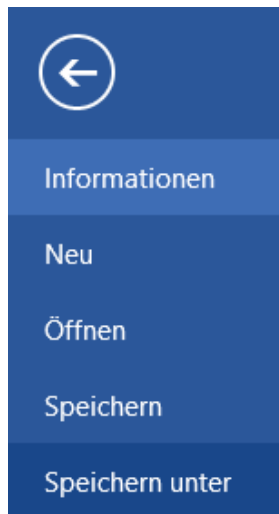 Informationen
Neu
Öffnen
Speichern
Speichern unter